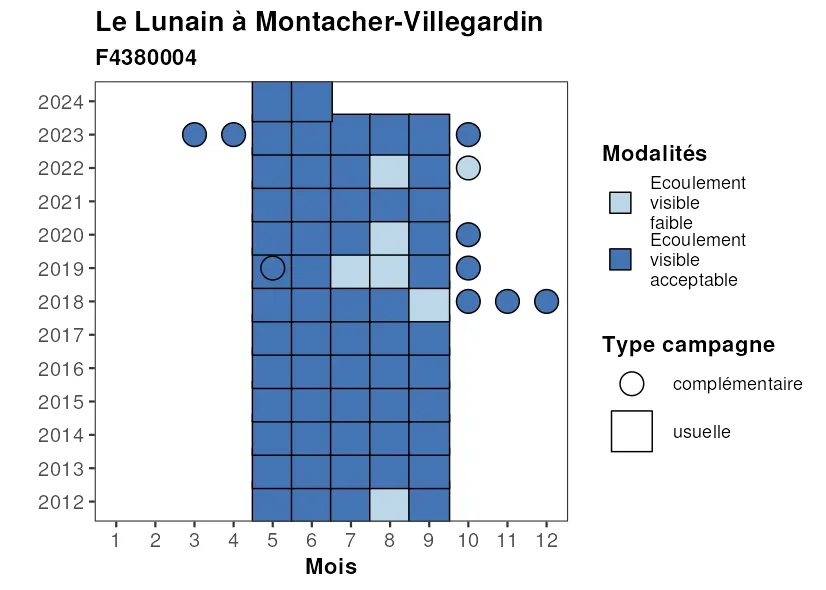 Le Lunain à Montacher-Villegardin
F4380004
2024
2023
2022
2021
2020
2019
2018
2017
2016
2015
2014
2013
2012
1 2 3 4 5 6 7 8 9 10 11 12
Mois
Modalités
Ecoulement
visible
faible
Ecoulement
visible
acceptable
Type campagne
complémentaire
usuelle